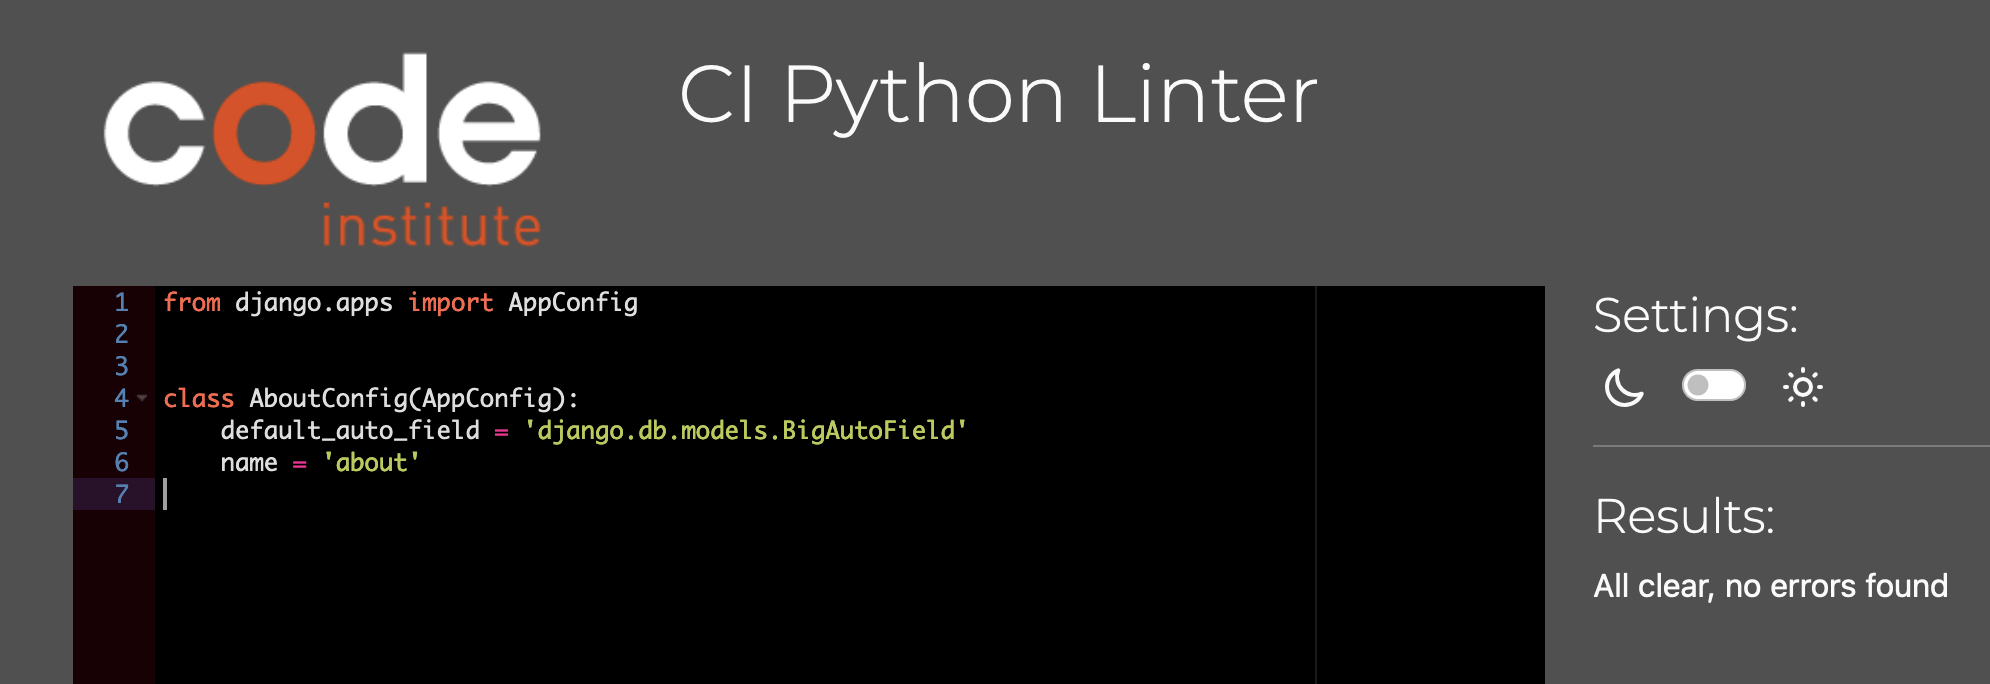 code
institute
CI Python Linter
1 from django.apps import AppConfig
2
3
4 class AboutConfig(AppConfig):
5     default_auto_field = 'django.db.models.BigAutoField'
6     name = 'about'
7
Settings:
Results:
All clear, no errors found